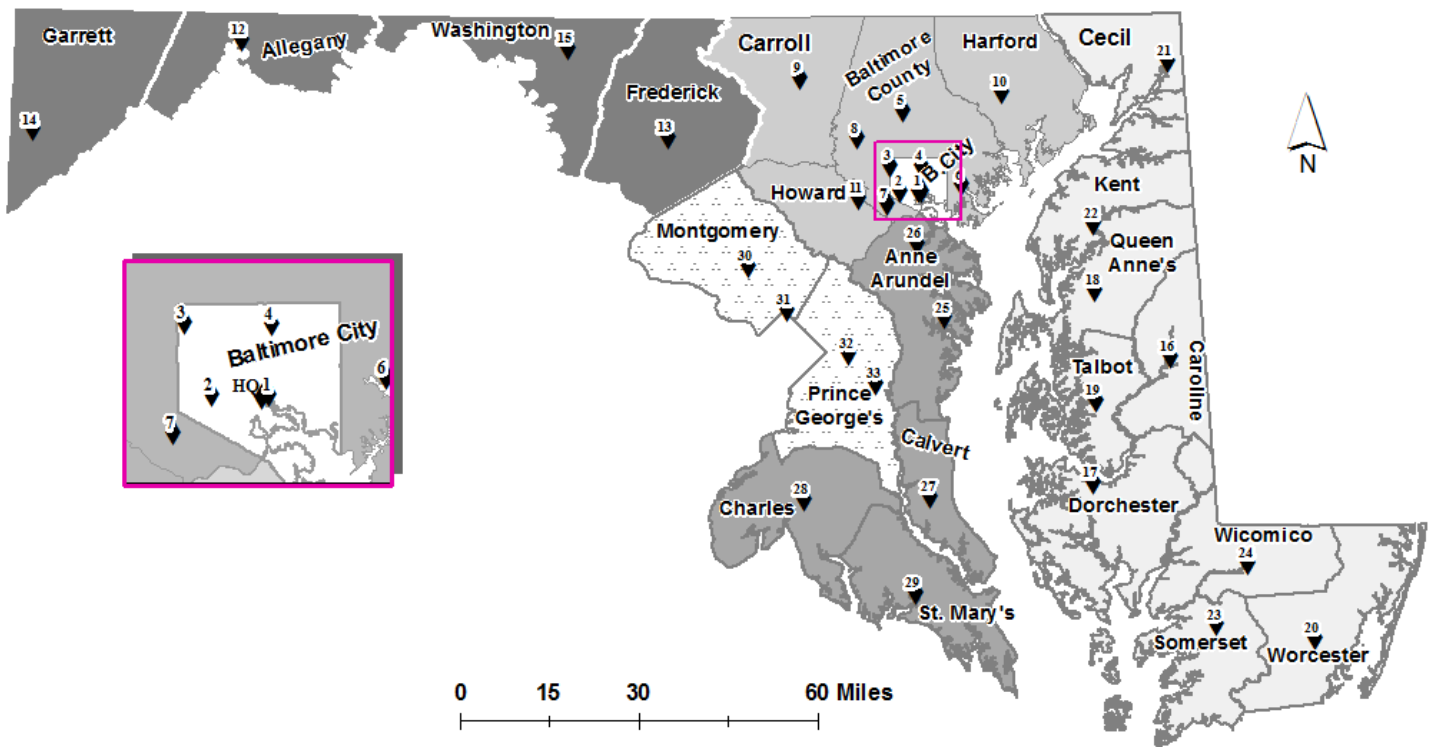 Garrett
12
Allegany
Washington
15
Carroll
9
Baltimore
County
5
Harford
10
Cecil
21
14
Frederick
13
8
3
4
B.City
2
1
6
7
Howard
11
N
Kent
22
Queen
Anne's
18
Montgomery
30
31
26
Anne
Arundel
25
32
33
Prince
George's
Talbot
19
16
Caroline
3
4
Baltimore City
2
HQ
1
6
7
Calvert
27
Charles
28
17
Dorchester
Wicomico
24
29
St. Mary's
23
Somerset
20
Worcester
0 15 30 60 Miles